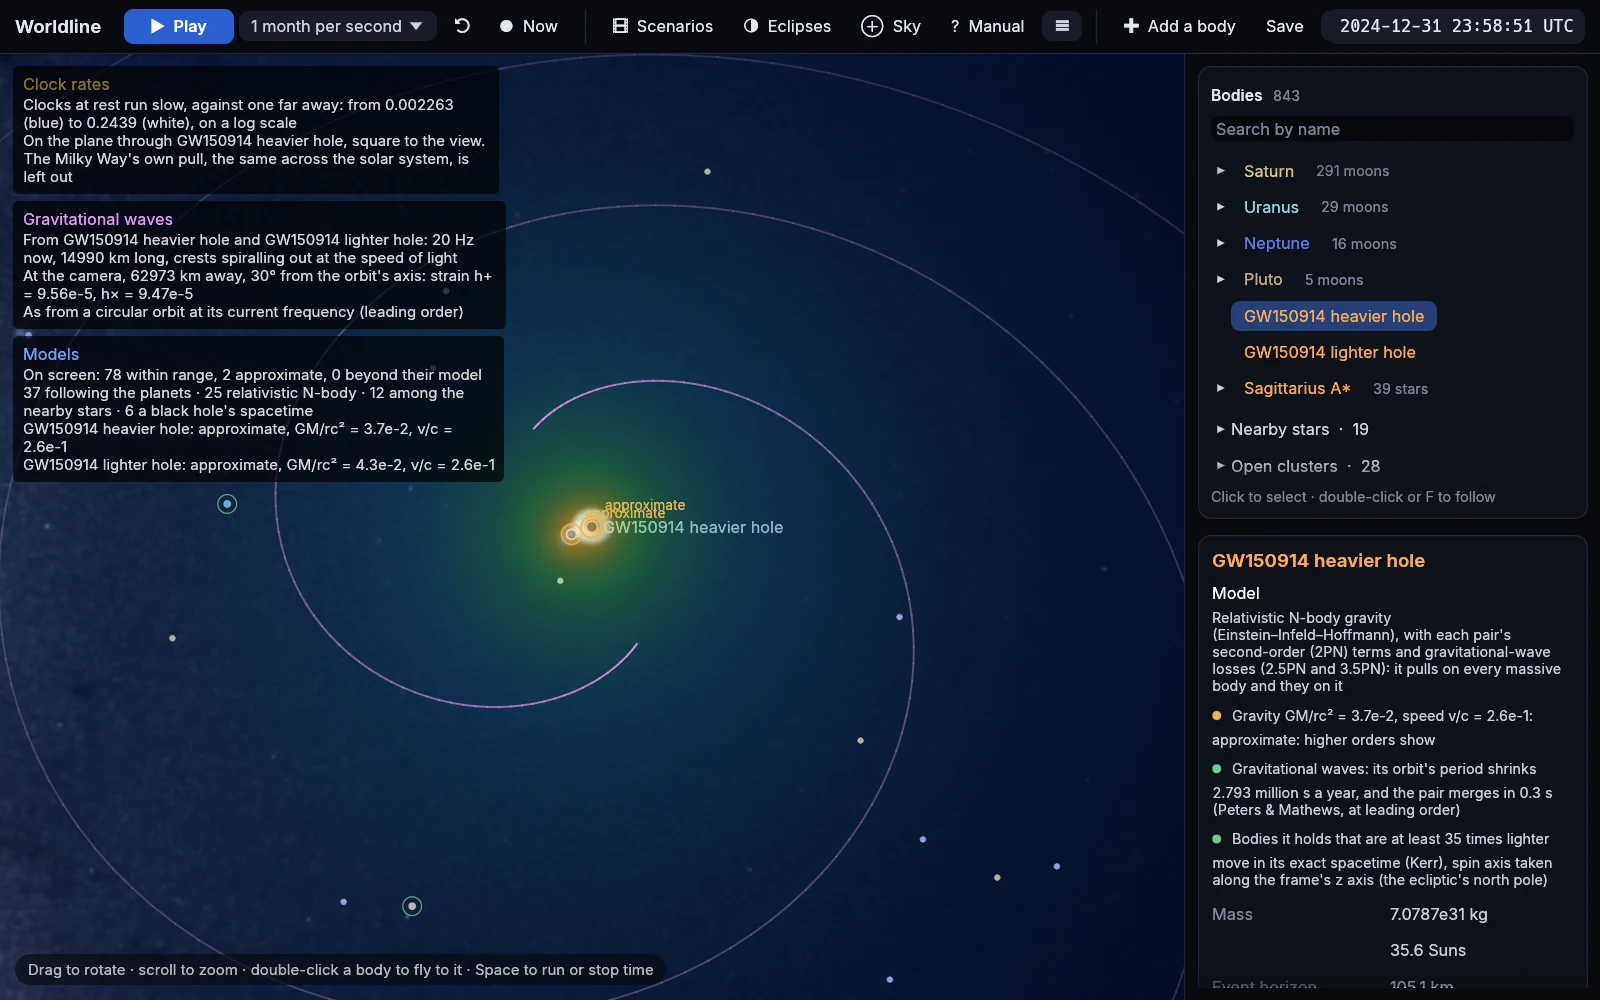 Worldline
Play
1 month per second
Now
Scenarios
Eclipses
Sky
? Manual
Add a body
Save
2024-12-31 23:58:51 UTC
Clock rates
Clocks at rest run slow, against one far away: from 0.002263
(blue) to 0.2439 (white), on a log scale
On the plane through GW150914 heavier hole, square to the view.
The Milky Way's own pull, the same across the solar system, is
left out
Gravitational waves
From GW150914 heavier hole and GW150914 lighter hole: 20 Hz
now, 14990 km long, crests spiralling out at the speed of light
At the camera, 62973 km away, 30° from the orbit's axis: strain h+
= 9.56e-5, h× = 9.47e-5
As from a circular orbit at its current frequency (leading order)
Models
On screen: 78 within range, 2 approximate, 0 beyond their model
37 following the planets · 25 relativistic N-body · 12 among the
nearby stars · 6 a black hole's spacetime
GW150914 heavier hole: approximate, GM/rc² = 3.7e-2, v/c =
2.6e-1
GW150914 lighter hole: approximate, GM/rc² = 4.3e-2, v/c = 2.6e-1
approximate
GW150914 heavier hole
Drag to rotate · scroll to zoom · double-click a body to fly to it · Space to run or stop time
Bodies 843
Search by name
Saturn 291 moons
Uranus 29 moons
Neptune 16 moons
Pluto 5 moons
GW150914 heavier hole
GW150914 lighter hole
Sagittarius A* 39 stars
Nearby stars · 19
Open clusters · 28
Click to select · double-click or F to follow
GW150914 heavier hole
Model
Relativistic N-body gravity
(Einstein–Infeld–Hoffmann), with each pair's
second-order (2PN) terms and gravitational-wave
losses (2.5PN and 3.5PN): it pulls on every massive
body and they on it
Gravity GM/rc² = 3.7e-2, speed v/c = 2.6e-1:
approximate: higher orders show
Gravitational waves: its orbit's period shrinks
2.793 million s a year, and the pair merges in 0.3 s
(Peters & Mathews, at leading order)
Bodies it holds that are at least 35 times lighter
move in its exact spacetime (Kerr), spin axis taken
along the frame's z axis (the ecliptic's north pole)
Mass 7.0787e31 kg
35.6 Suns
Event horizon 105.1 km